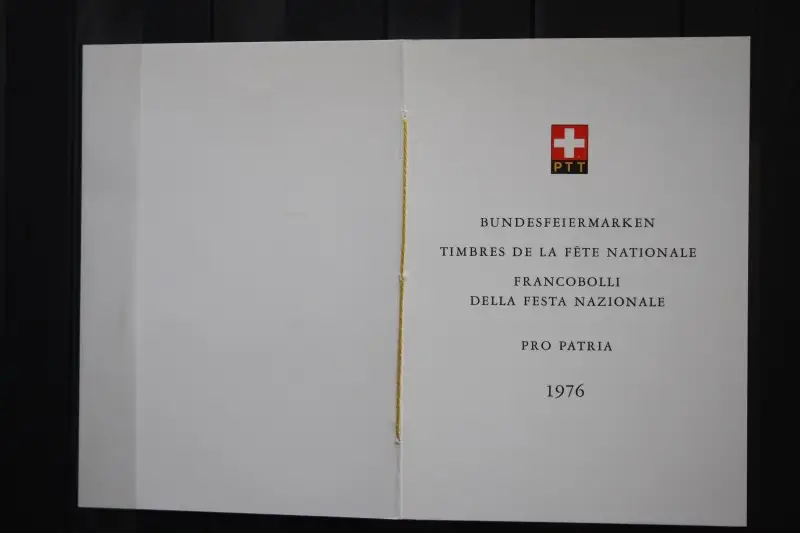 PTT
BUNDESFEIERMARKEN
TIMBRES DE LA FÊTE NATIONALE
FRANCOBOLLI
DELLA FESTA NAZIONALE
PRO PATRIA
1976